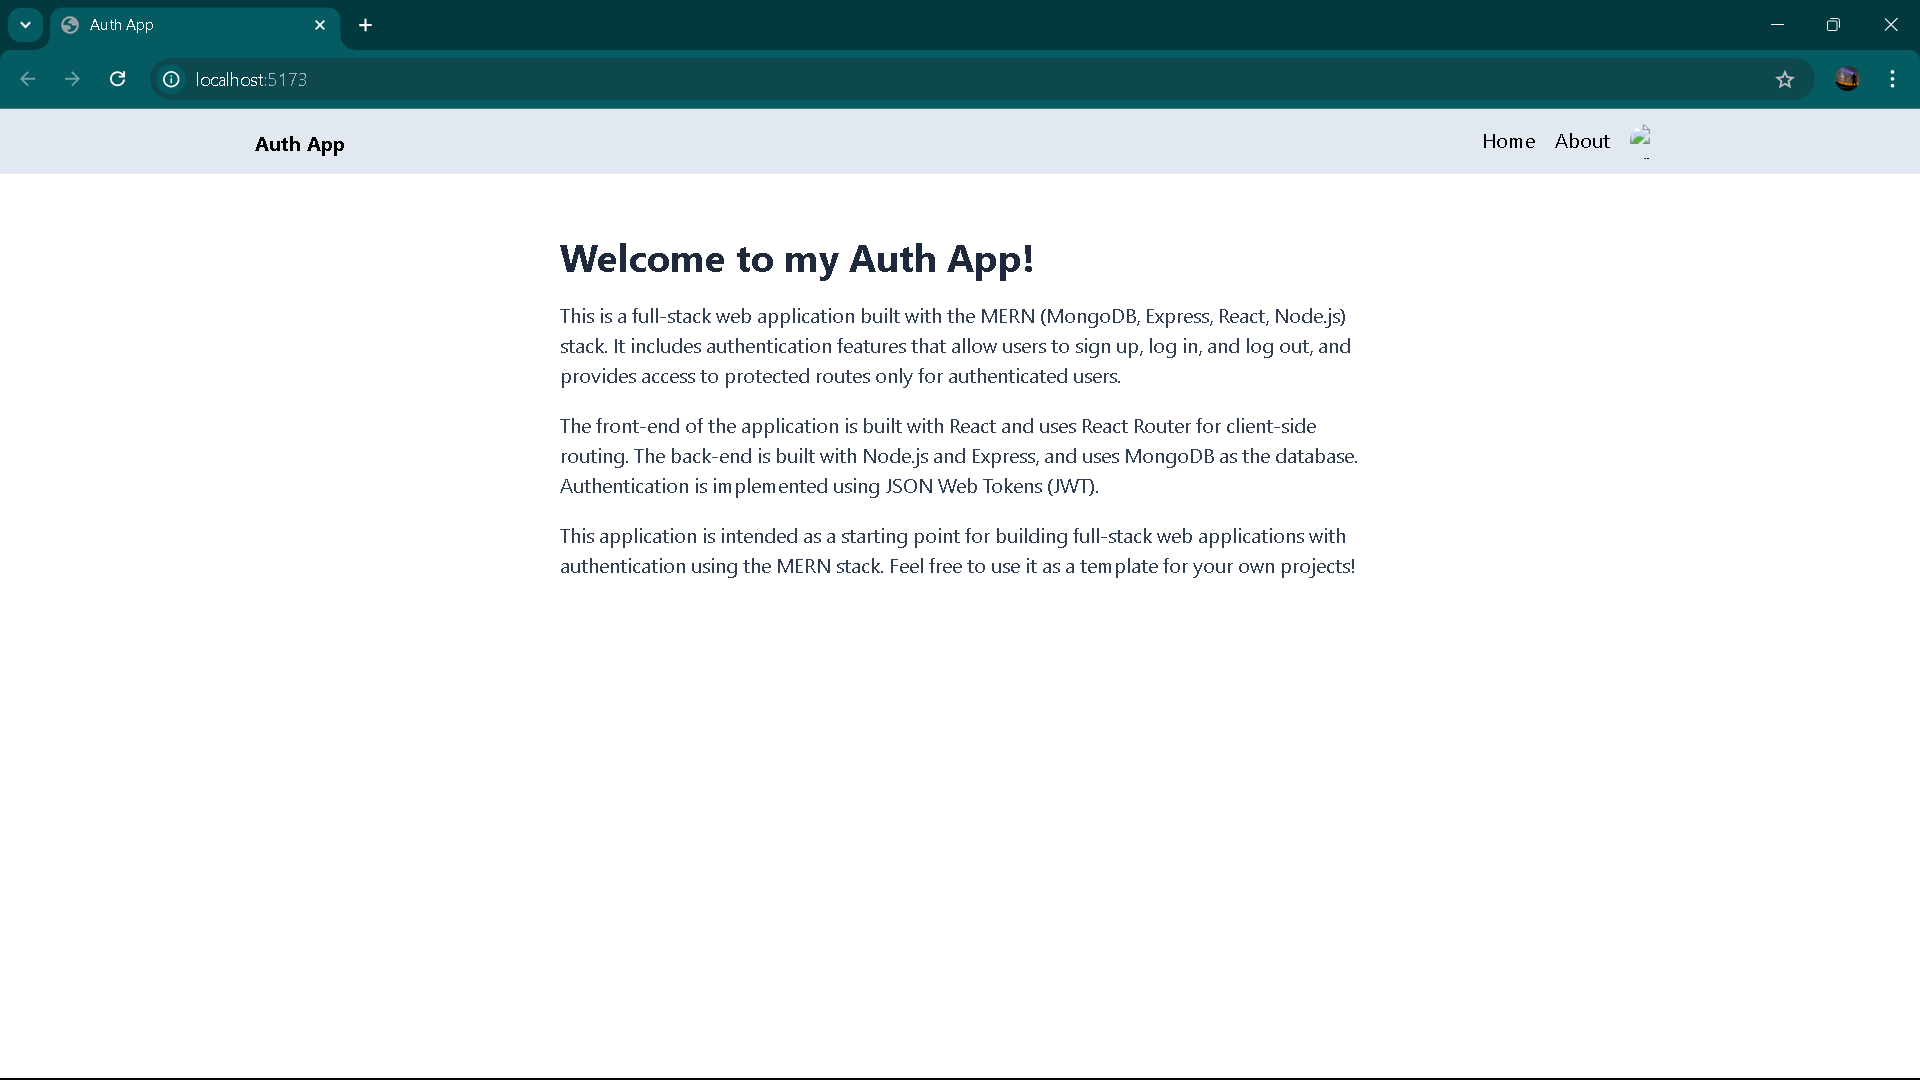 Auth App
localhost:5173
Auth App
Home About
Welcome to my Auth App!
This is a full-stack web application built with the MERN (MongoDB, Express, React, Node.js)
stack. It includes authentication features that allow users to sign up, log in, and log out, and
provides access to protected routes only for authenticated users.
The front-end of the application is built with React and uses React Router for client-side
routing. The back-end is built with Node.js and Express, and uses MongoDB as the database.
Authentication is implemented using JSON Web Tokens (JWT).
This application is intended as a starting point for building full-stack web applications with
authentication using the MERN stack. Feel free to use it as a template for your own projects!